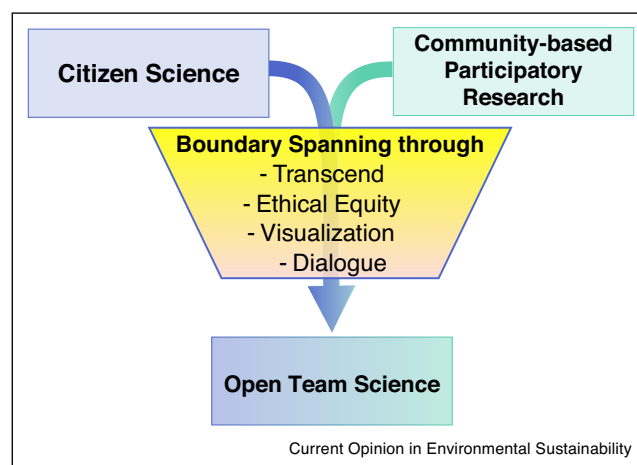 Citizen Science
Community-based
Participatory
Research
Boundary Spanning through
- Transcend
- Ethical Equity
- Visualization
- Dialogue
Open Team Science
Current Opinion in Environmental Sustainability